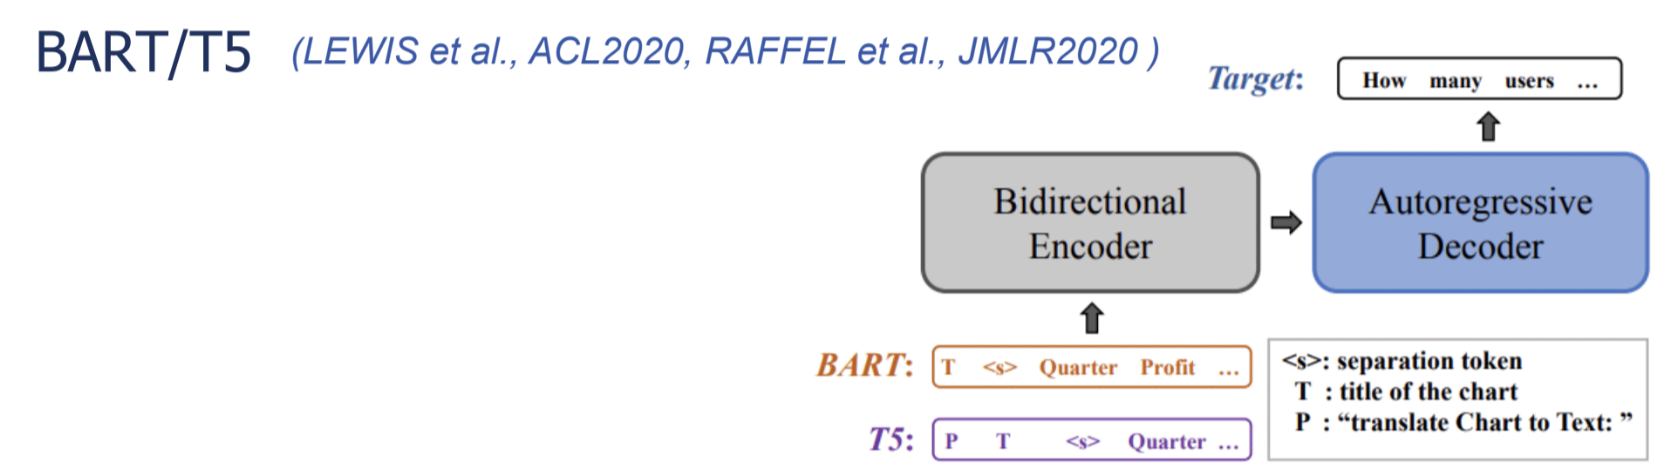 BART/T5 (LEWIS et al., ACL2020, RAFFEL et al., JMLR2020 )
Target: How many users ...
Bidirectional
Encoder
Autoregressive
Decoder
BART: T <s> Quarter Profit ...
T5: P T <s> Quarter ...
<s>: separation token
T : title of the chart
P : “translate Chart to Text: ”